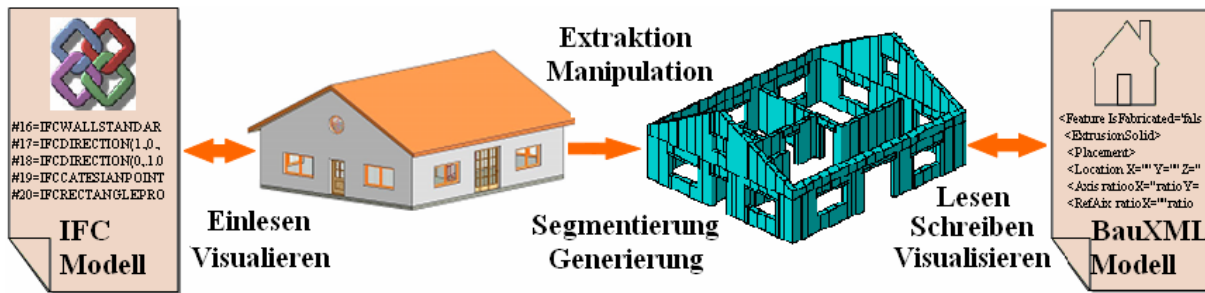 #16=IFCWALLSTANDAR
#17=IFCDIRECTION(1.,0.,
#18=IFCDIRECTION(0.,1.0
#19=IFCCATESIANPOINT
#20=IFCRECTANGLEPRO
IFC
Modell
Einlesen
Visualieren
Extraktion
Manipulation
Segmentierung
Generierung
Lesen
Schreiben
Visualisieren
<Feature IsFabricated="fals
<ExtrusionSolid>
<Placement>
<Location X="" Y="" Z="
<Axis ratiooX="ratio Y=
<RefAix ratioX=""ratio
BauXML
Modell